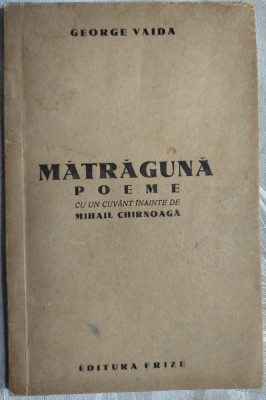 GEORGE VAIDA
MĂTRĂGUNĂ
POEME
CU UN CUVÂNT ÎNAINTE DE
MIHAIL CHIRNOAGĂ
EDITURA FRIZE